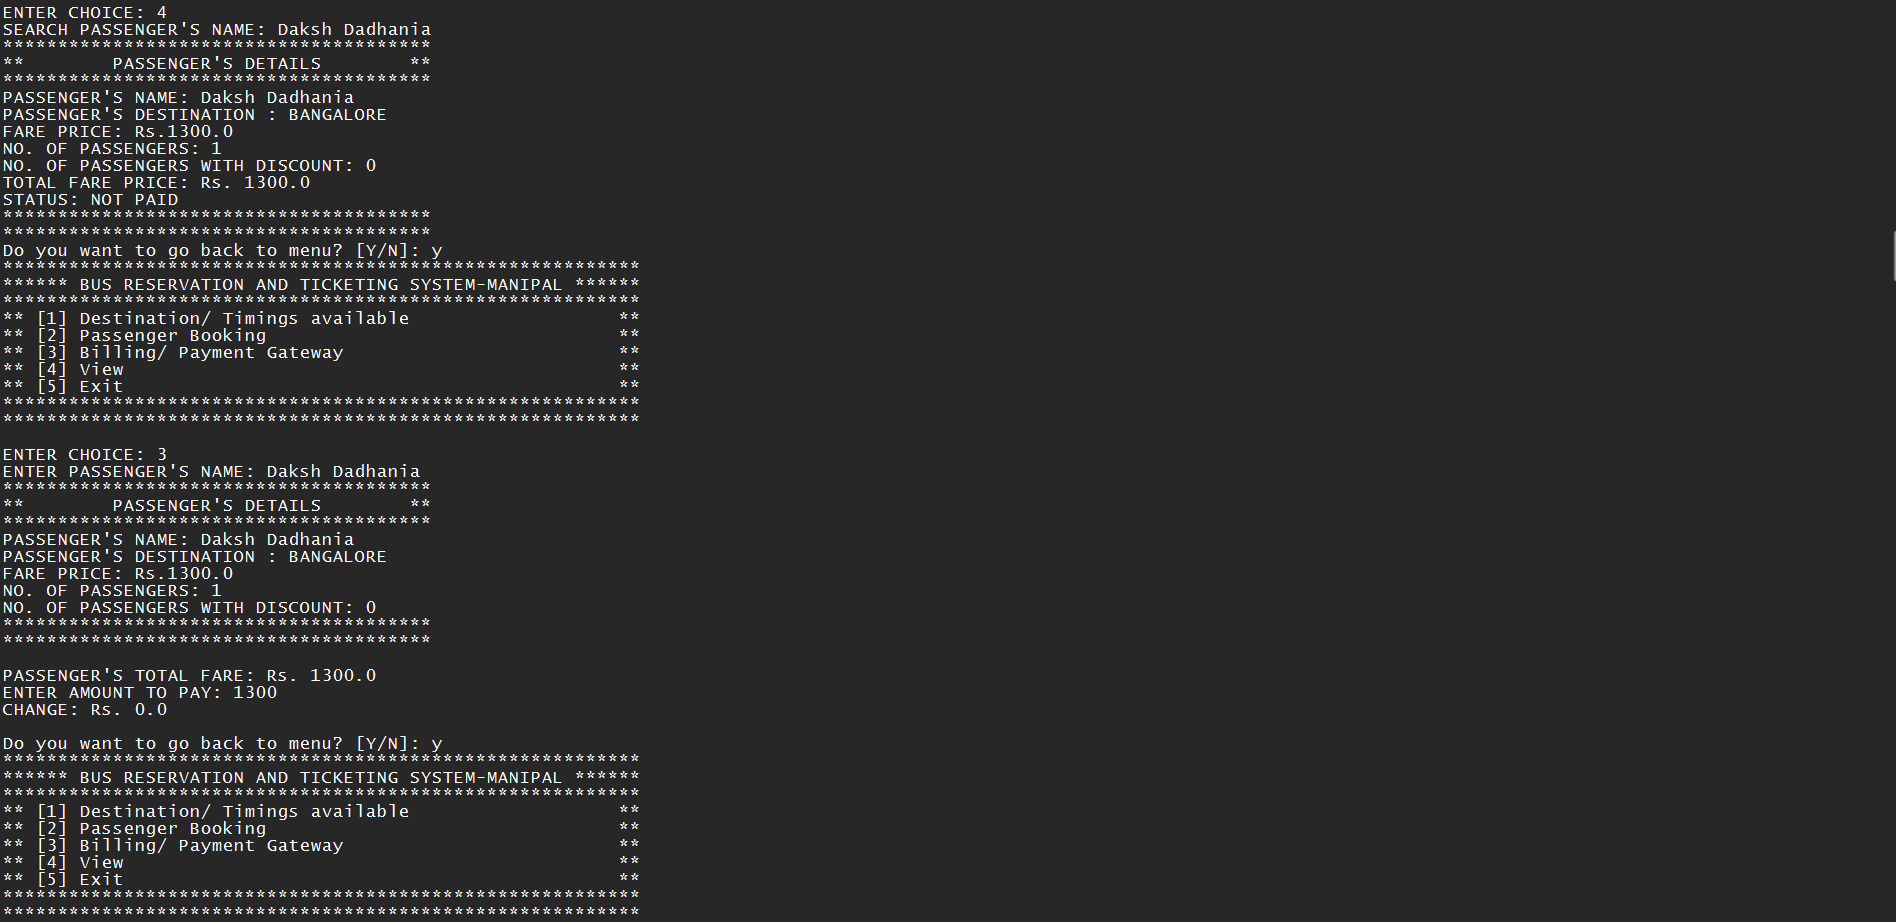 ENTER CHOICE: 4
SEARCH PASSENGER'S NAME: Daksh Dadhania
***************************************
**        PASSENGER'S DETAILS        **
***************************************
PASSENGER'S NAME: Daksh Dadhania
PASSENGER'S DESTINATION : BANGALORE
FARE PRICE: Rs.1300.0
NO. OF PASSENGERS: 1
NO. OF PASSENGERS WITH DISCOUNT: 0
TOTAL FARE PRICE: Rs. 1300.0
STATUS: NOT PAID
***************************************
***************************************
Do you want to go back to menu? [Y/N]: y
**********************************************************
****** BUS RESERVATION AND TICKETING SYSTEM-MANIPAL ******
**********************************************************
** [1] Destination/ Timings available                   **
** [2] Passenger Booking                                **
** [3] Billing/ Payment Gateway                         **
** [4] View                                             **
** [5] Exit                                             **
**********************************************************
**********************************************************
ENTER CHOICE: 3
ENTER PASSENGER'S NAME: Daksh Dadhania
***************************************
**        PASSENGER'S DETAILS        **
***************************************
PASSENGER'S NAME: Daksh Dadhania
PASSENGER'S DESTINATION : BANGALORE
FARE PRICE: Rs.1300.0
NO. OF PASSENGERS: 1
NO. OF PASSENGERS WITH DISCOUNT: 0
***************************************
***************************************
PASSENGER'S TOTAL FARE: Rs. 1300.0
ENTER AMOUNT TO PAY: 1300
CHANGE: Rs. 0.0
Do you want to go back to menu? [Y/N]: y
**********************************************************
****** BUS RESERVATION AND TICKETING SYSTEM-MANIPAL ******
**********************************************************
** [1] Destination/ Timings available                   **
** [2] Passenger Booking                                **
** [3] Billing/ Payment Gateway                         **
** [4] View                                             **
** [5] Exit                                             **
**********************************************************
**********************************************************